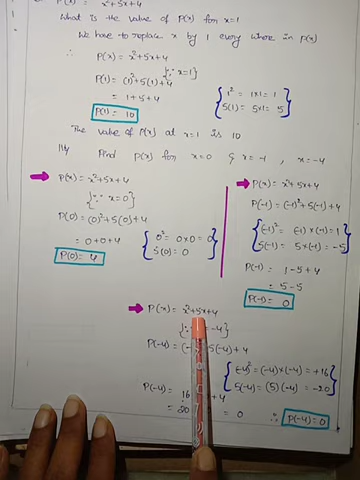 P(x) = x²+5x+4
What is the value of P(x) for x=1
We have to replace x by 1 every where in p(x)
∴ P(x) = x²+5x+4
{∵ x=1}
P(1) = (1)²+5(1)+4
= 1+5+4
P(1) = 10
{ 1² = 1×1 = 1
5(1) = 5×1 = 5 }
The value of P(x) at x=1 is 10
|||ly Find p(x) for x=0 & x=-1 , x=-4
P(x) = x²+5x+4
{∵ x=0}
P(0) = (0)²+5(0)+4
= 0+0+4
P(0) = 4
{ 0² = 0×0 = 0
5(0) = 0 }
P(x) = x²+5x+4
P(-1) = (-1)²+5(-1)+4
{ (-1)² = (-1)×(-1) = 1
5(-1) = 5×(-1) = -5 }
P(-1) = 1-5+4
= 5-5
P(-1) = 0
P(x) = x²+5x+4
-4}
P(-4) = 5(-4)+4
{ (-4)² = (-4)×(-4) = +16
5(-4) = (5)(-4) = -20 }
P(-4) = 16 +4
= 20 = 0 ∴ P(-4) = 0